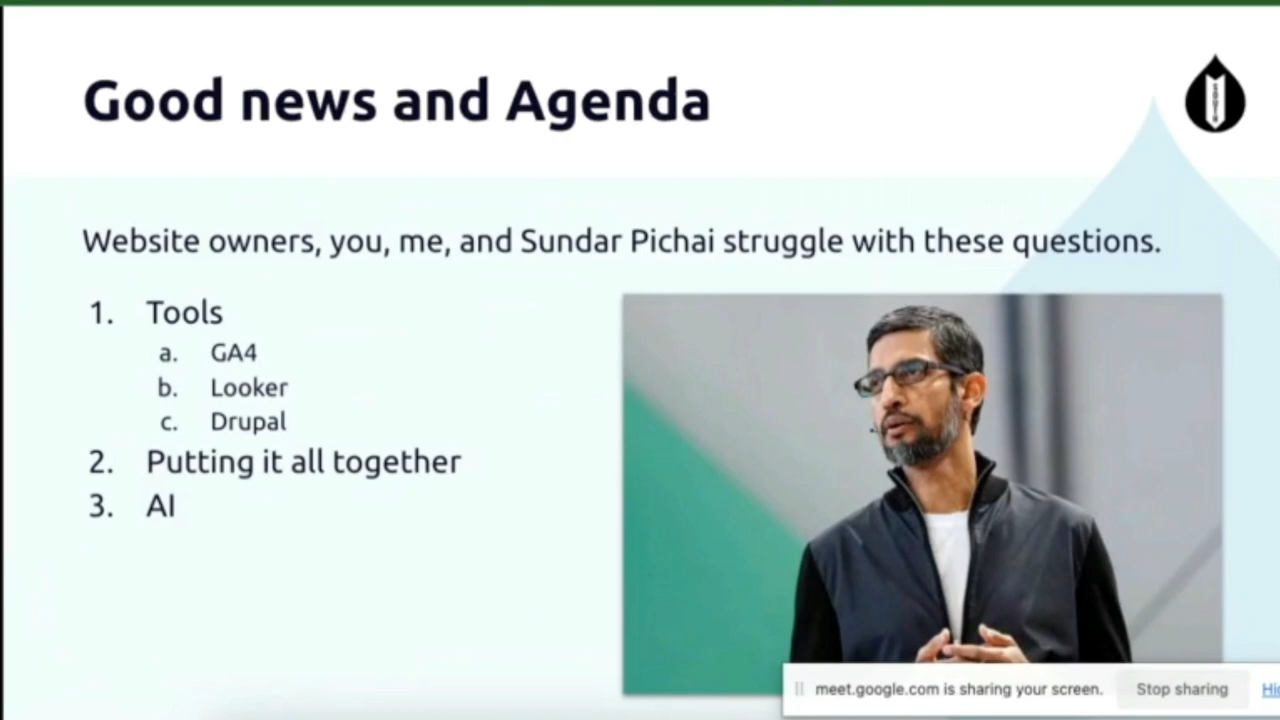 Good news and Agenda
Website owners, you, me, and Sundar Pichai struggle with these questions.
1. Tools
a. GA4
b. Looker
c. Drupal
2. Putting it all together
3. AI
meet.google.com is sharing your screen. Stop sharing